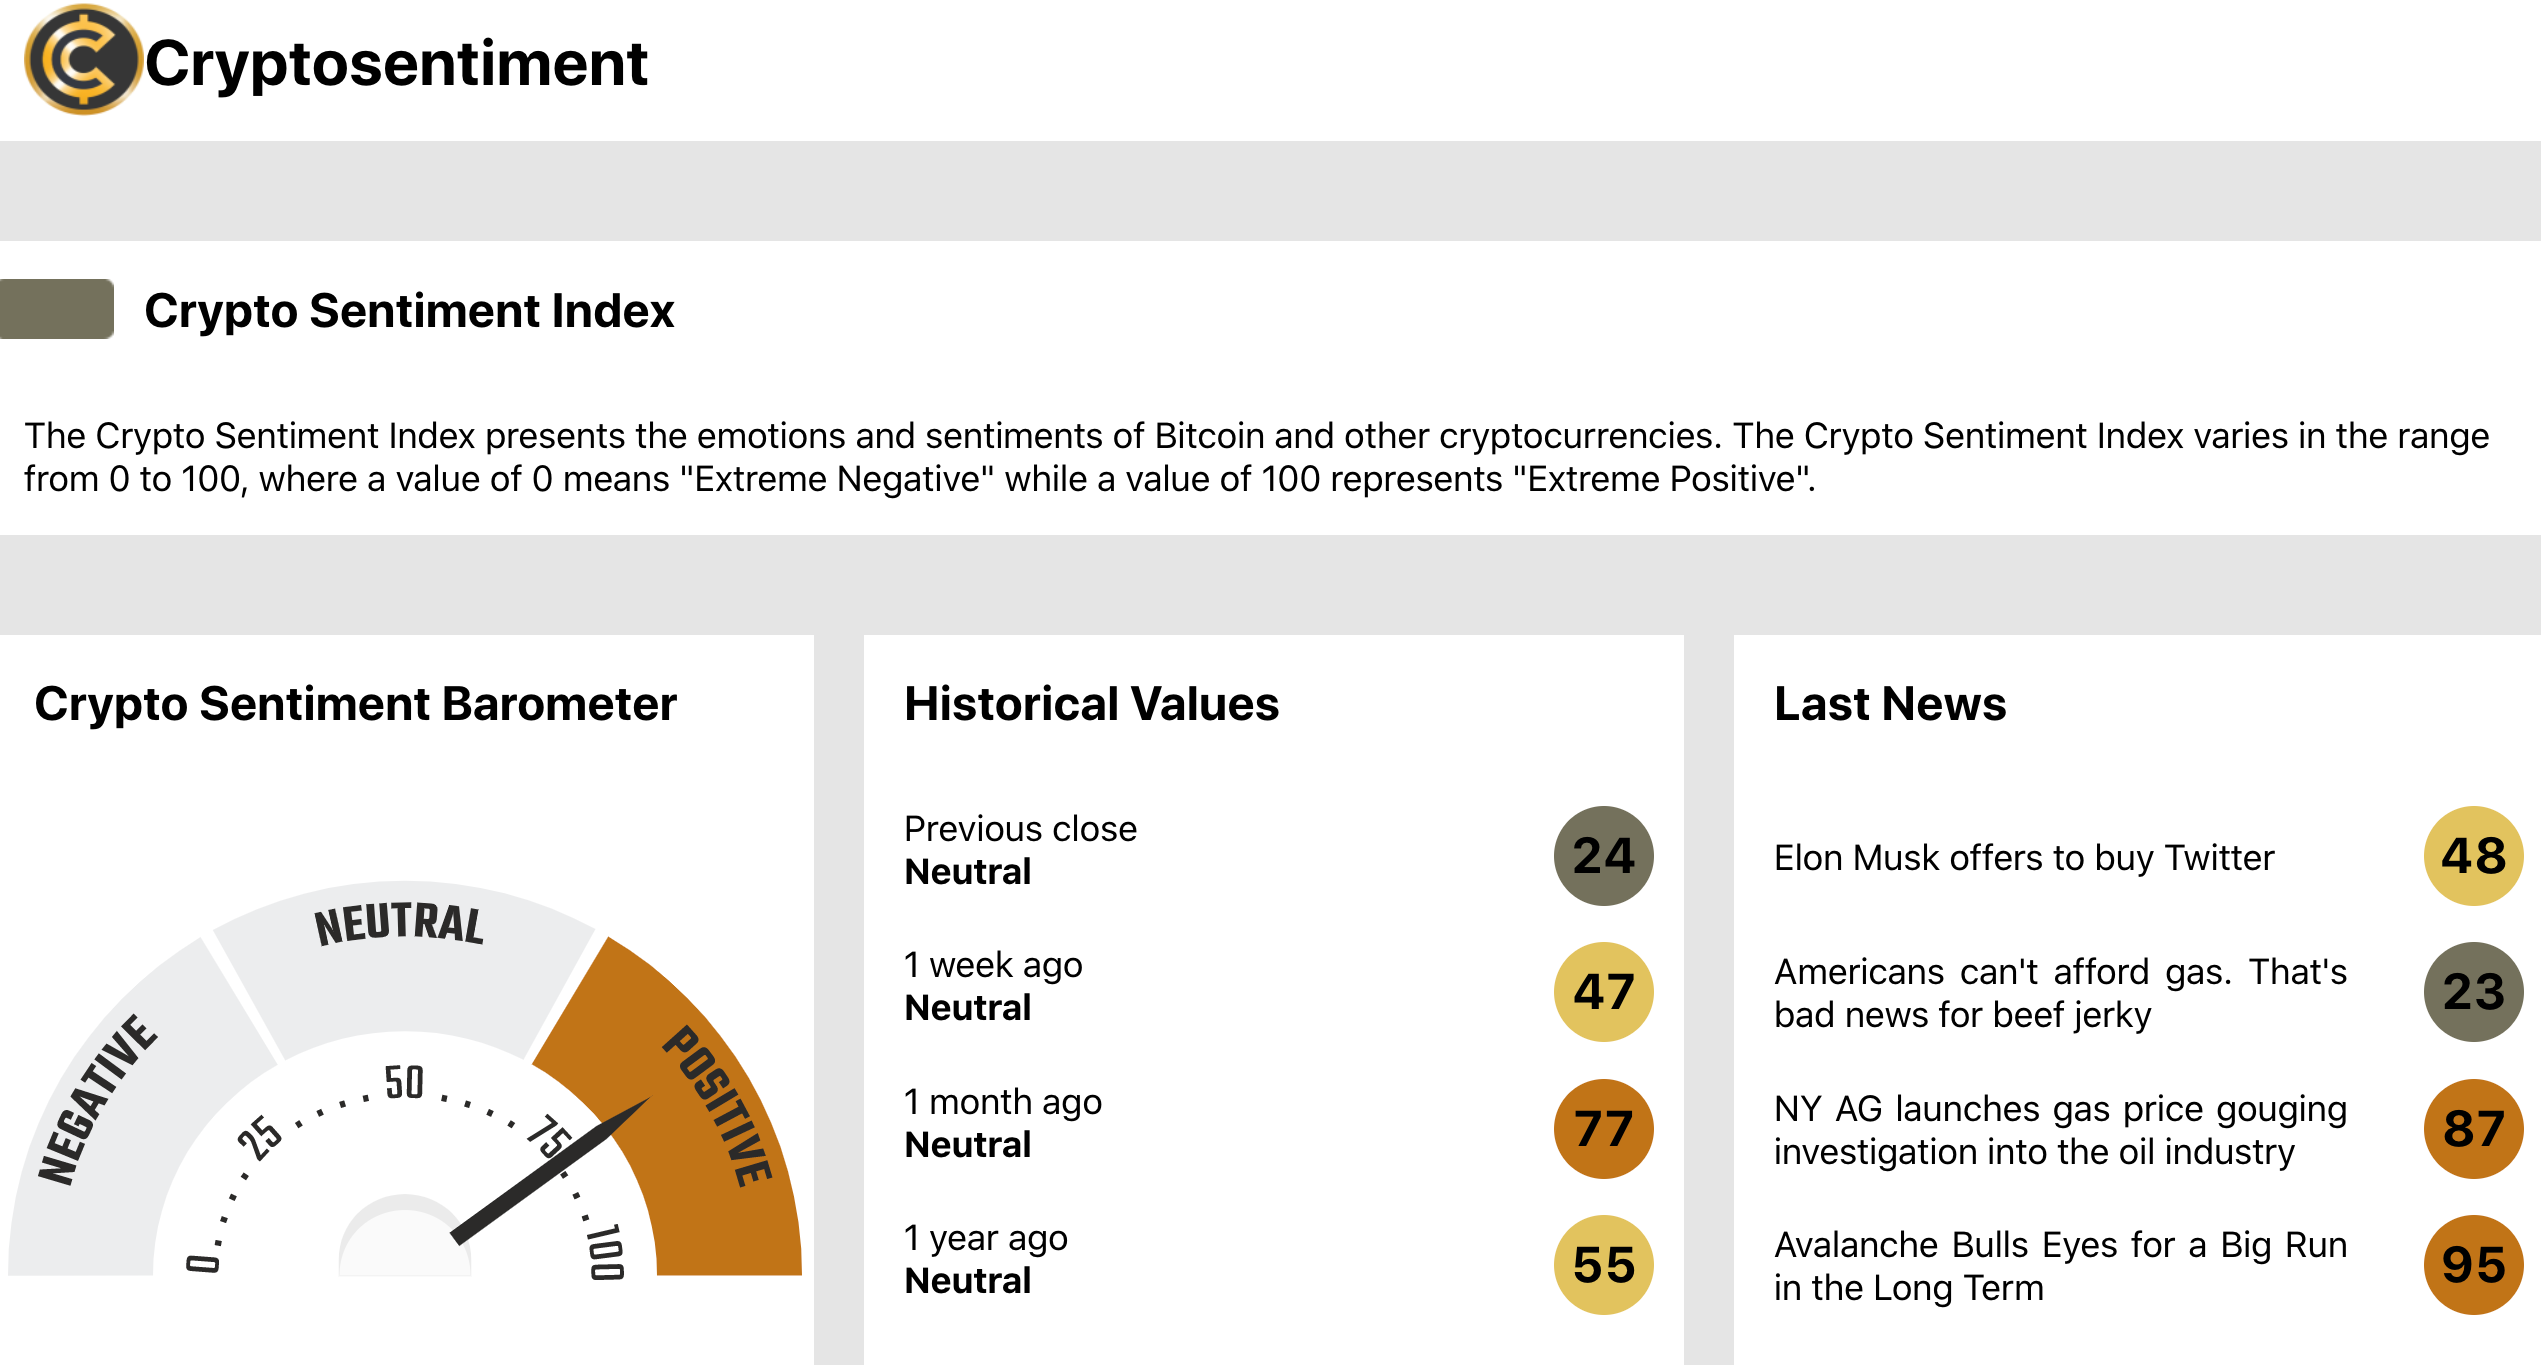 Cryptosentiment
Crypto Sentiment Index
The Crypto Sentiment Index presents the emotions and sentiments of Bitcoin and other cryptocurrencies. The Crypto Sentiment Index varies in the range
from 0 to 100, where a value of 0 means "Extreme Negative" while a value of 100 represents "Extreme Positive".
Crypto Sentiment Barometer
NEGATIVE
NEUTRAL
POSITIVE
0
25
50
75
100
Historical Values
Previous close
Neutral
24
1 week ago
Neutral
47
1 month ago
Neutral
77
1 year ago
Neutral
55
Last News
Elon Musk offers to buy Twitter
48
Americans can't afford gas. That's
bad news for beef jerky
23
NY AG launches gas price gouging
investigation into the oil industry
87
Avalanche Bulls Eyes for a Big Run
in the Long Term
95